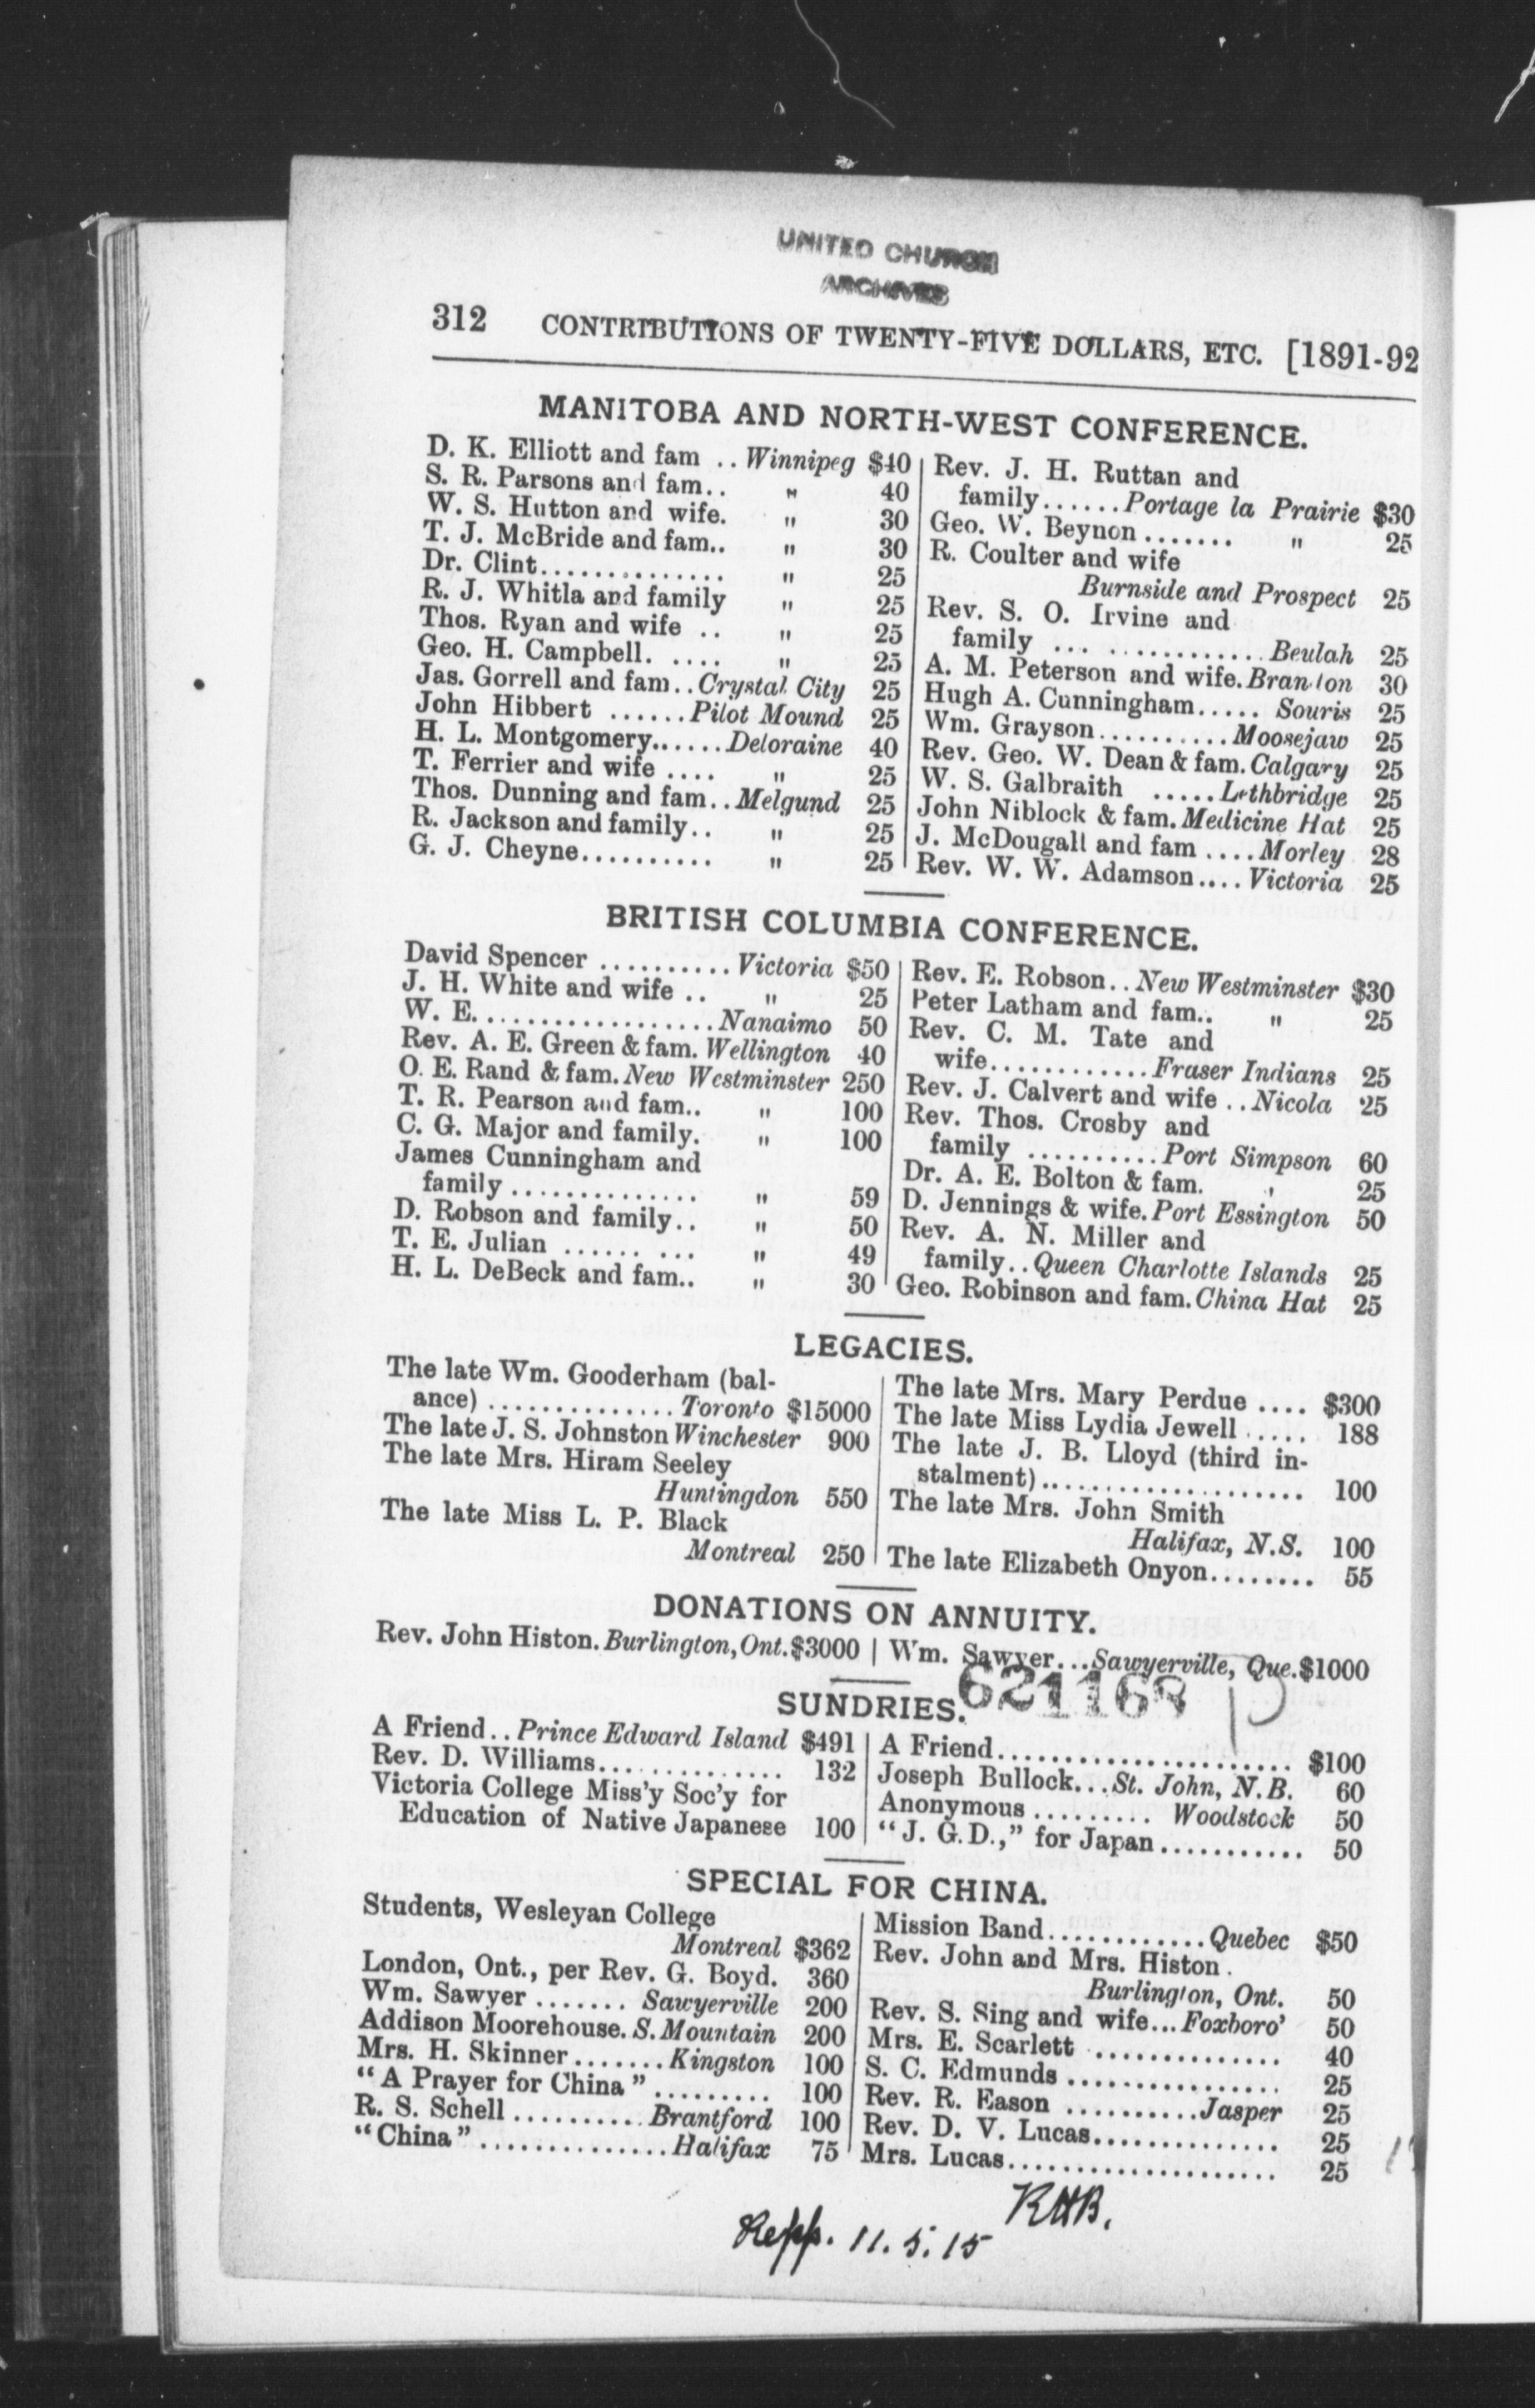 UNITED CHURCH
ARCHIVES
312 CONTRIBUTIONS OF TWENTY-FIVE DOLLARS, ETC. [1891-92
MANITOBA AND NORTH-WEST CONFERENCE.
D. K. Elliott and fam .. Winnipeg $40
S. R. Parsons and fam.. " 40
W. S. Hutton and wife. " 30
T. J. McBride and fam.. " 30
Dr. Clint.............. " 25
R. J. Whitla and family " 25
Thos. Ryan and wife .. " 25
Geo. H. Campbell. .... " 25
Jas. Gorrell and fam..Crystal City 25
John Hibbert ......Pilot Mound 25
H. L. Montgomery......Deloraine 40
T. Ferrier and wife .... " 25
Thos. Dunning and fam..Melgund 25
R. Jackson and family.. " 25
G. J. Cheyne.......... " 25
Rev. J. H. Ruttan and
family......Portage la Prairie $30
Geo. W. Beynon....... " 25
R. Coulter and wife
Burnside and Prospect 25
Rev. S. O. Irvine and
family ... ............Beulah 25
A. M. Peterson and wife.Brandon 30
Hugh A. Cunningham..... Souris 25
Wm. Grayson..........Moosejaw 25
Rev. Geo. W. Dean & fam.Calgary 25
W. S. Galbraith .....Lethbridge 25
John Niblock & fam.Medicine Hat 25
J. McDougall and fam ....Morley 28
Rev. W. W. Adamson....Victoria 25
BRITISH COLUMBIA CONFERENCE.
David Spencer ..........Victoria $50
J. H. White and wife .. " 25
W. E..................Nanaimo 50
Rev. A. E. Green & fam. Wellington 40
O. E. Rand & fam.New Westminster 250
T. R. Pearson and fam.. " 100
C. G. Major and family. " 100
James Cunningham and
family.............. " 59
D. Robson and family.. " 50
T. E. Julian ...... ... " 49
H. L. DeBeck and fam.. " 30
Rev. E. Robson..New Westminster $30
Peter Latham and fam.. " 25
Rev. C. M. Tate and
wife............Fraser Indians 25
Rev. J. Calvert and wife ..Nicola 25
Rev. Thos. Crosby and
family ..........Port Simpson 60
Dr. A. E. Bolton & fam. ' 25
D. Jennings & wife.Port Essington 50
Rev. A. N. Miller and
family..Queen Charlotte Islands 25
Geo. Robinson and fam.China Hat 25
LEGACIES.
The late Wm. Gooderham (bal-
ance) ..............Toronto $15000
The late J. S. Johnston Winchester 900
The late Mrs. Hiram Seeley
Huntingdon 550
The late Miss L. P. Black
Montreal 250
The late Mrs. Mary Perdue .... $300
The late Miss Lydia Jewell ..... 188
The late J. B. Lloyd (third in-
stalment).................... 100
The late Mrs. John Smith
Halifax, N.S. 100
The late Elizabeth Onyon........ 55
DONATIONS ON ANNUITY.
Rev. John Histon.Burlington,Ont.$3000 | Wm. Sawyer...Sawyerville, Que.$1000
621168
SUNDRIES.
A Friend..Prince Edward Island $491
Rev. D. Williams............... 132
Victoria College Miss'y Soc'y for
Education of Native Japanese 100
A Friend...................... $100
Joseph Bullock...St. John, N.B. 60
Anonymous ......... Woodstock 50
"J. G.D.," for Japan........... 50
SPECIAL FOR CHINA.
Students, Wesleyan College
Montreal $362
London, Ont., per Rev. G. Boyd. 360
Wm. Sawyer ....... Sawyerville 200
Addison Moorehouse.S. Mountain 200
Mrs. H. Skinner.......Kingston 100
"A Prayer for China"......... 100
R. S. Schell ..........Brantford 100
"China"..............Halifax 75
Mission Band............Quebec $50
Rev. John and Mrs. Histon.
Burlington, Ont. 50
Rev. S. Sing and wife...Foxboro' 50
Mrs. E. Scarlett .............. 40
S. C. Edmunds................ 25
Rev. R. Eason ..........Jasper 25
Rev. D. V. Lucas.............. 25
Mrs. Lucas.................... 25
RHB.
Repp. 11.5.15